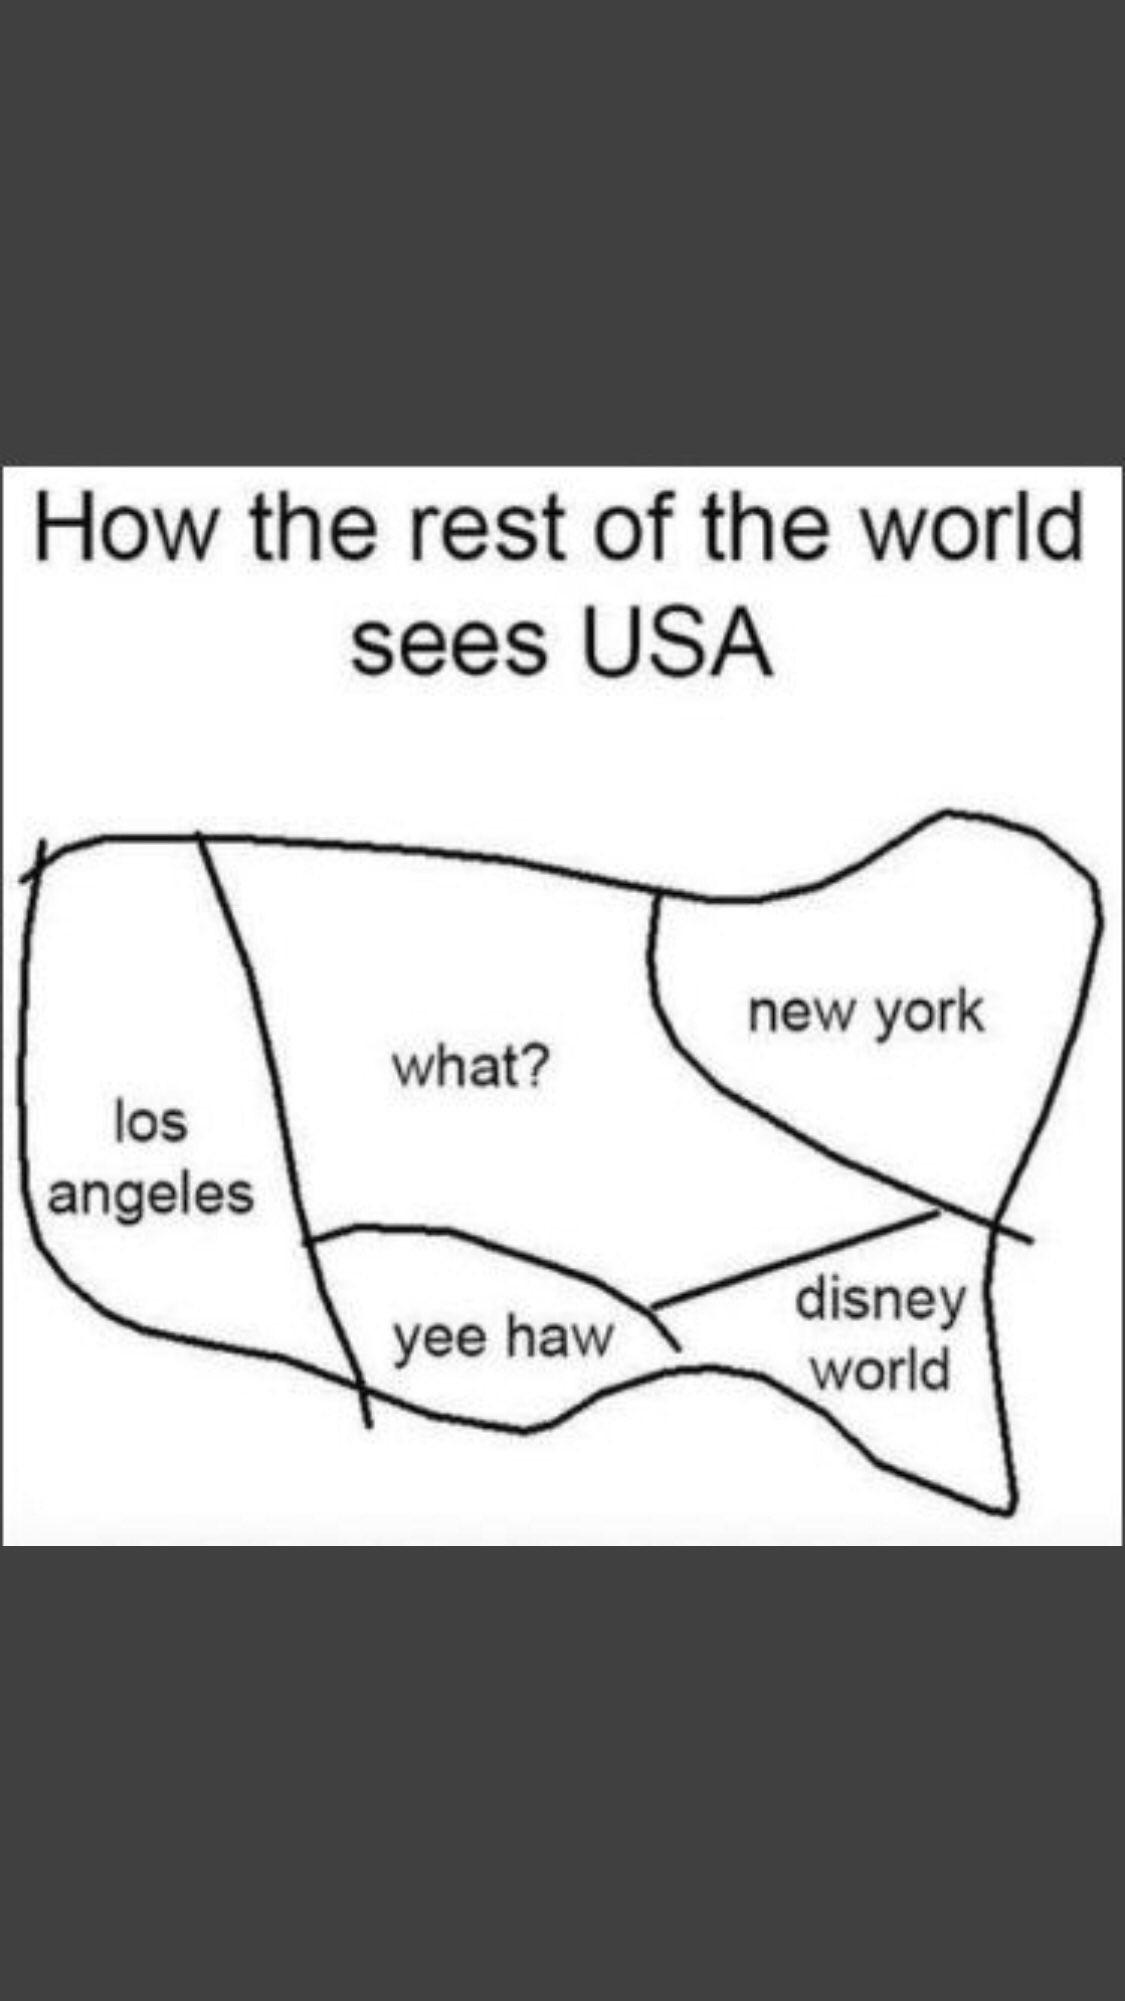 How the rest of the world
sees USA
new york
what?
los
angeles
disney
world
yee haw